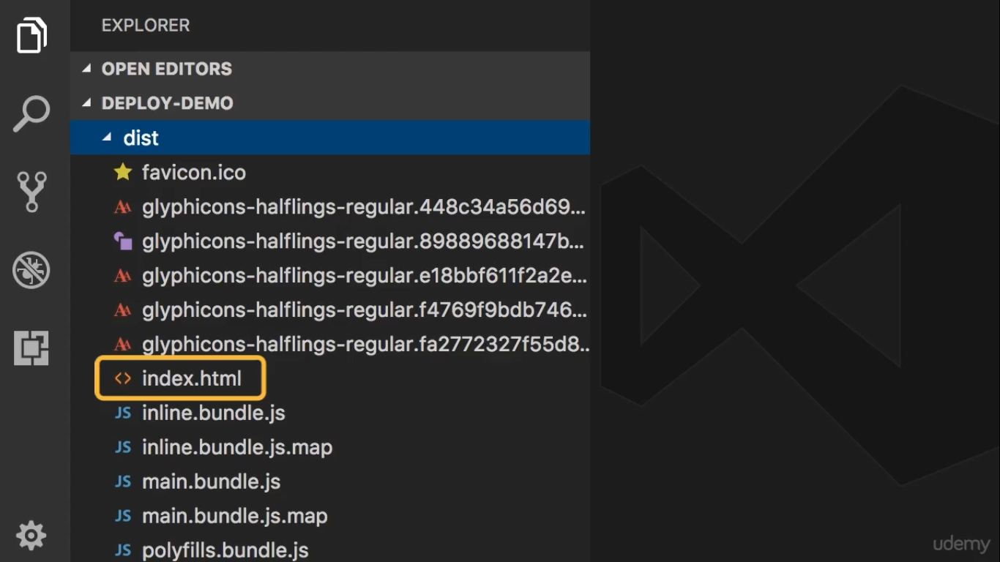 EXPLORER
OPEN EDITORS
DEPLOY-DEMO
dist
favicon.ico
glyphicons-halflings-regular.448c34a56d69...
glyphicons-halflings-regular.89889688147b...
glyphicons-halflings-regular.e18bbf611f2a2e...
glyphicons-halflings-regular.f4769f9bdb746...
glyphicons-halflings-regular.fa2772327f55d8...
<> index.html
JS inline.bundle.js
JS inline.bundle.js.map
JS main.bundle.js
JS main.bundle.js.map
JS polyfills.bundle.js
udemy